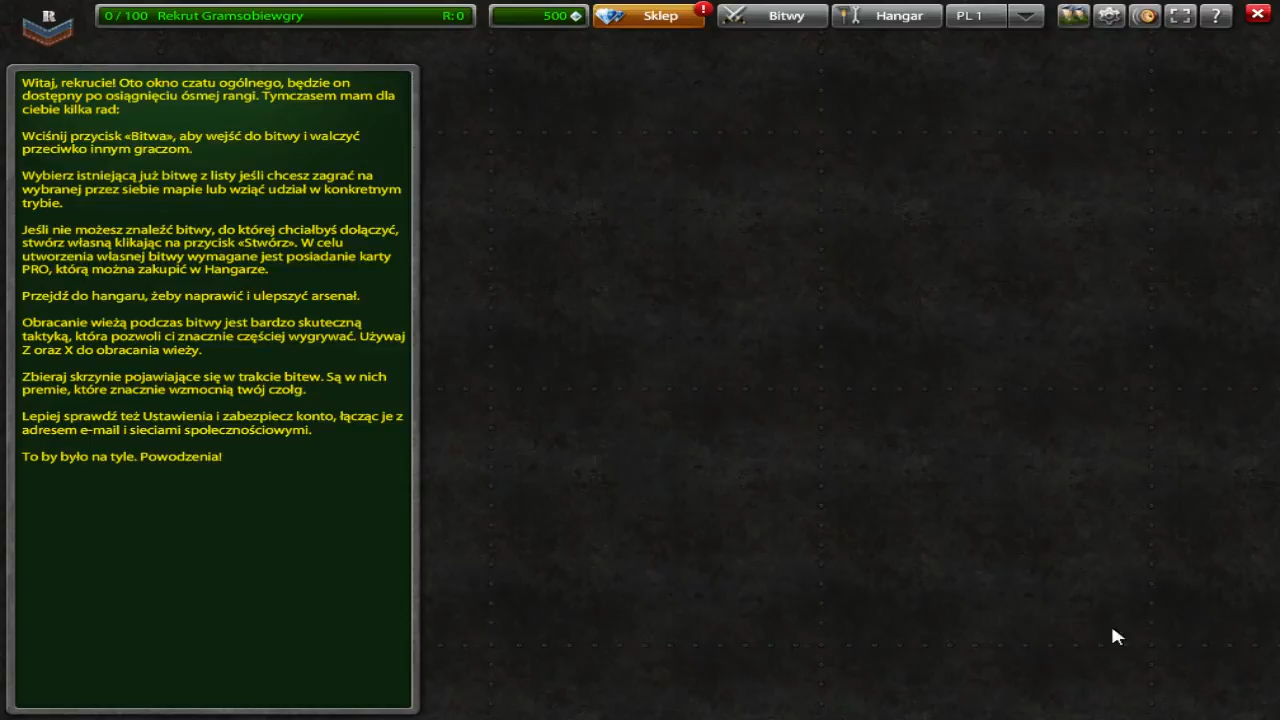 R
0 / 100 Rekrut Gramsobiewgry R: 0
500
Sklep
!
Bitwy
Hangar
PL 1
?
Witaj, rekrucie! Oto okno czatu ogólnego, będzie on
dostępny po osiągnięciu ósmej rangi. Tymczasem mam dla
ciebie kilka rad:
Wciśnij przycisk «Bitwa», aby wejść do bitwy i walczyć
przeciwko innym graczom.
Wybierz istniejącą już bitwę z listy jeśli chcesz zagrać na
wybranej przez siebie mapie lub wziąć udział w konkretnym
trybie.
Jeśli nie możesz znaleźć bitwy, do której chciałbyś dołączyć,
stwórz własną klikając na przycisk «Stwórz». W celu
utworzenia własnej bitwy wymagane jest posiadanie karty
PRO, którą można zakupić w Hangarze.
Przejdź do hangaru, żeby naprawić i ulepszyć arsenał.
Obracanie wieżą podczas bitwy jest bardzo skuteczną
taktyką, która pozwoli ci znacznie częściej wygrywać. Używaj
Z oraz X do obracania wieży.
Zbieraj skrzynie pojawiające się w trakcie bitew. Są w nich
premie, które znacznie wzmocnią twój czołg.
Lepiej sprawdź też Ustawienia i zabezpiecz konto, łącząc je z
adresem e-mail i sieciami społecznościowymi.
To by było na tyle. Powodzenia!